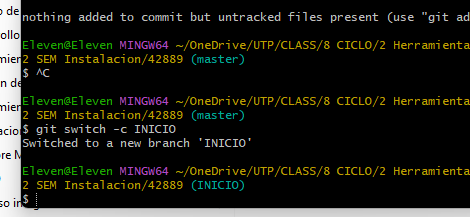 nothing added to commit but untracked files present (use "git ad
Eleven@Eleven MINGW64 ~/OneDrive/UTP/CLASS/8 CICLO/2 Herramienta
2 SEM Instalacion/42889 (master)
$ ^C
Eleven@Eleven MINGW64 ~/OneDrive/UTP/CLASS/8 CICLO/2 Herramienta
2 SEM Instalacion/42889 (master)
$ git switch -c INICIO
Switched to a new branch 'INICIO'
Eleven@Eleven MINGW64 ~/OneDrive/UTP/CLASS/8 CICLO/2 Herramienta
2 SEM Instalacion/42889 (INICIO)
$